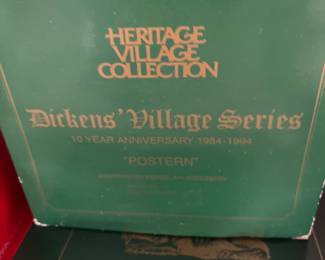 HERITAGE
VILLAGE
COLLECTION
Dickens' Village Series
10 YEAR ANNIVERSARY 1984-1994
"POSTERN"